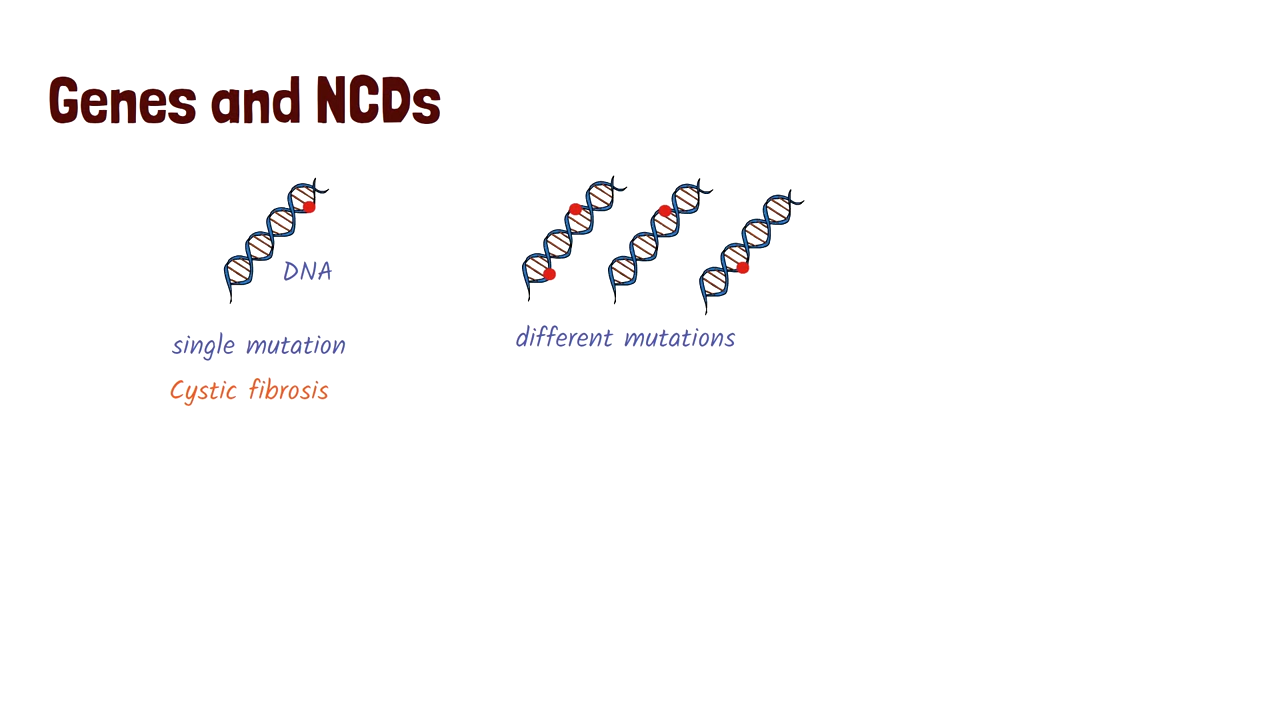 Genes and NCDs
DNA
single mutation
Cystic fibrosis
different mutations